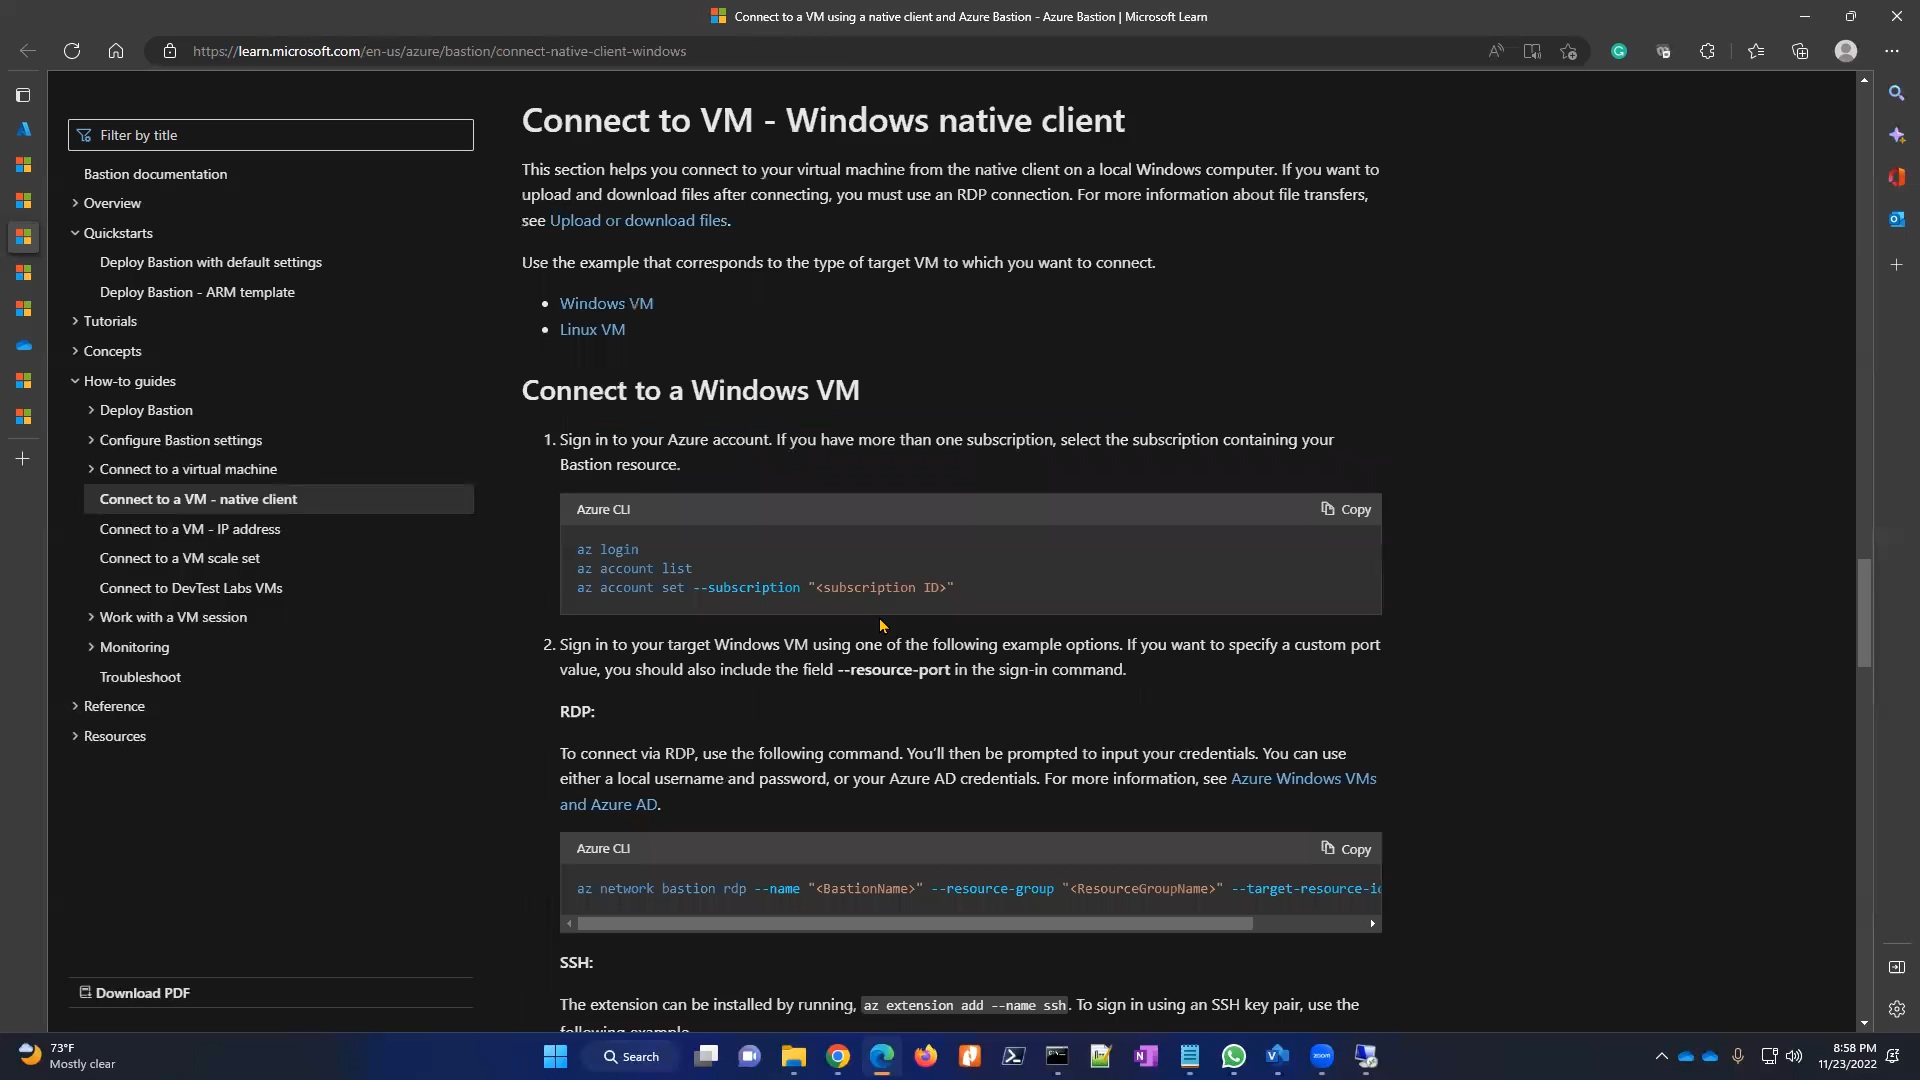 Connect to a VM using a native client and Azure Bastion - Azure Bastion | Microsoft Learn
https://learn.microsoft.com/en-us/azure/bastion/connect-native-client-windows
Filter by title
Bastion documentation
Overview
Quickstarts
Deploy Bastion with default settings
Deploy Bastion - ARM template
Tutorials
Concepts
How-to guides
Deploy Bastion
Configure Bastion settings
Connect to a virtual machine
Connect to a VM - native client
Connect to a VM - IP address
Connect to a VM scale set
Connect to DevTest Labs VMs
Work with a VM session
Monitoring
Troubleshoot
Reference
Resources
Download PDF
Connect to VM - Windows native client
This section helps you connect to your virtual machine from the native client on a local Windows computer. If you want to
upload and download files after connecting, you must use an RDP connection. For more information about file transfers,
see Upload or download files.
Use the example that corresponds to the type of target VM to which you want to connect.
• Windows VM
• Linux VM
Connect to a Windows VM
1. Sign in to your Azure account. If you have more than one subscription, select the subscription containing your
Bastion resource.
Azure CLI Copy
az login
az account list
az account set --subscription "<subscription ID>"
2. Sign in to your target Windows VM using one of the following example options. If you want to specify a custom port
value, you should also include the field --resource-port in the sign-in command.
RDP:
To connect via RDP, use the following command. You'll then be prompted to input your credentials. You can use
either a local username and password, or your Azure AD credentials. For more information, see Azure Windows VMs
and Azure AD.
Azure CLI Copy
az network bastion rdp --name "<BastionName>" --resource-group "<ResourceGroupName>" --target-resource-id
SSH:
The extension can be installed by running, az extension add --name ssh. To sign in using an SSH key pair, use the
following example.
73°F
Mostly clear
Search
zoom
8:58 PM
11/23/2022